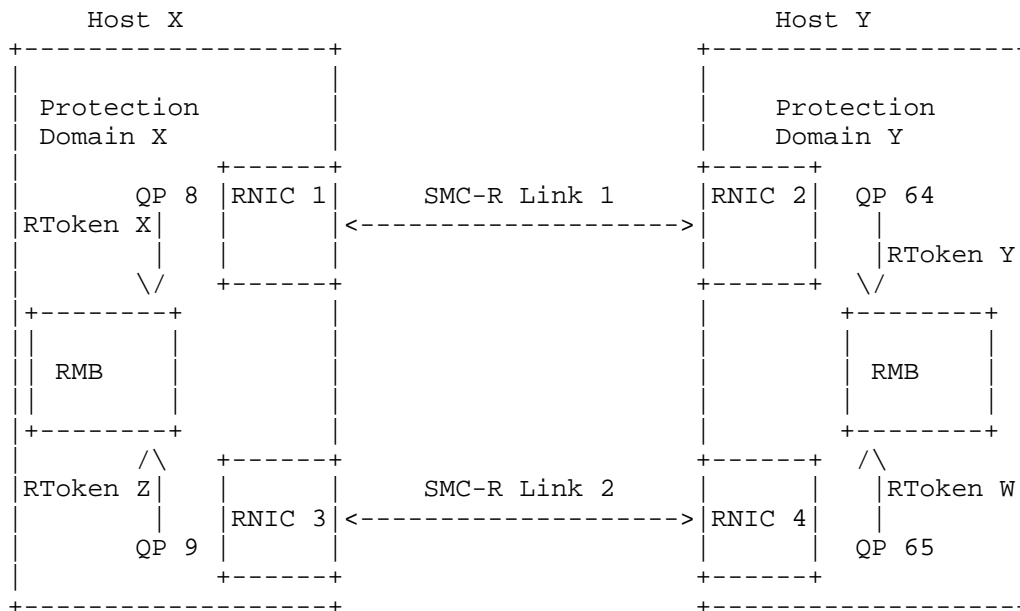 Host X Host Y
Protection Protection
Domain X Domain Y
QP 8 RNIC 1 SMC-R Link 1 RNIC 2 QP 64
RToken X
RToken Y
RMB RMB
RToken Z SMC-R Link 2 RToken W
RNIC 3 RNIC 4
QP 9 QP 65